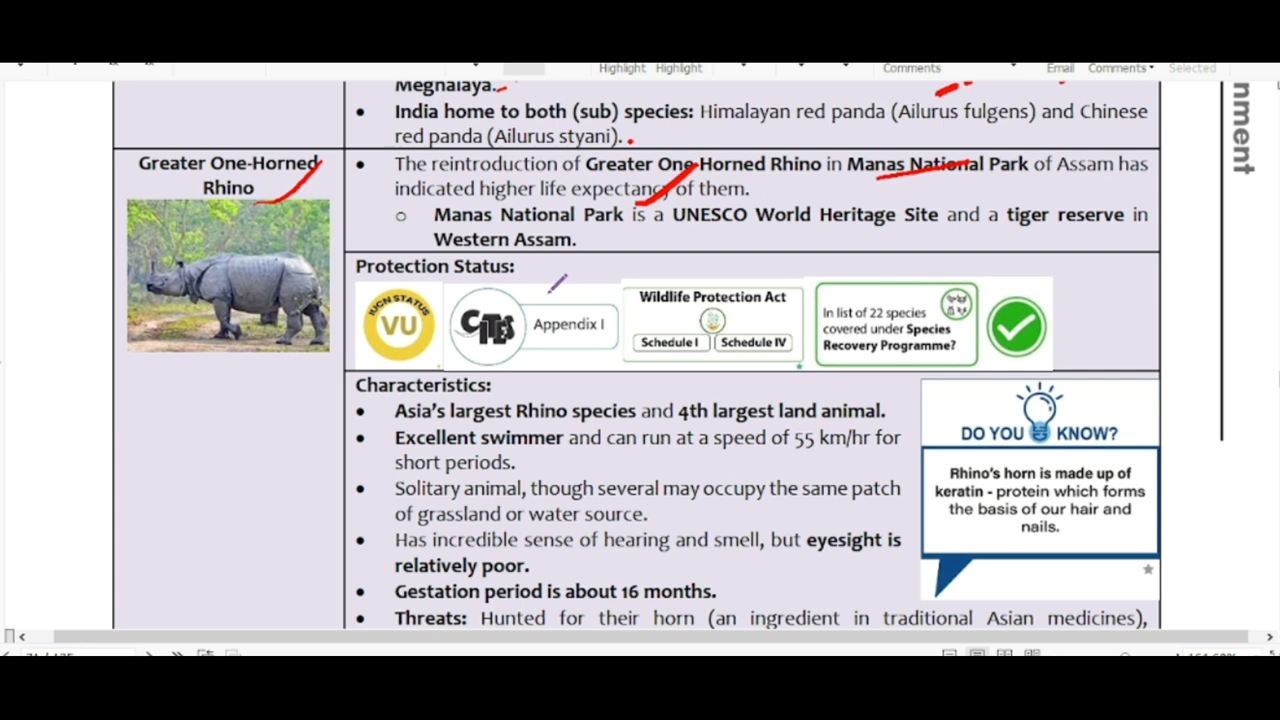 Highlight Highlight Comments Email Comments Selected
Meghalaya.
nment
• India home to both (sub) species: Himalayan red panda (Ailurus fulgens) and Chinese
red panda (Ailurus styani).
Greater One-Horned
Rhino
• The reintroduction of Greater One-Horned Rhino in Manas National Park of Assam has
indicated higher life expectancy of them.
o Manas National Park is a UNESCO World Heritage Site and a tiger reserve in
Western Assam.
Protection Status:
IUCN STATUS
VU
CITES
Appendix I
Wildlife Protection Act
Schedule I Schedule IV
In list of 22 species
covered under Species
Recovery Programme?
Characteristics:
• Asia's largest Rhino species and 4th largest land animal.
• Excellent swimmer and can run at a speed of 55 km/hr for
short periods.
• Solitary animal, though several may occupy the same patch
of grassland or water source.
• Has incredible sense of hearing and smell, but eyesight is
relatively poor.
• Gestation period is about 16 months.
• Threats: Hunted for their horn (an ingredient in traditional Asian medicines),
DO YOU KNOW?
Rhino's horn is made up of
keratin - protein which forms
the basis of our hair and
nails.